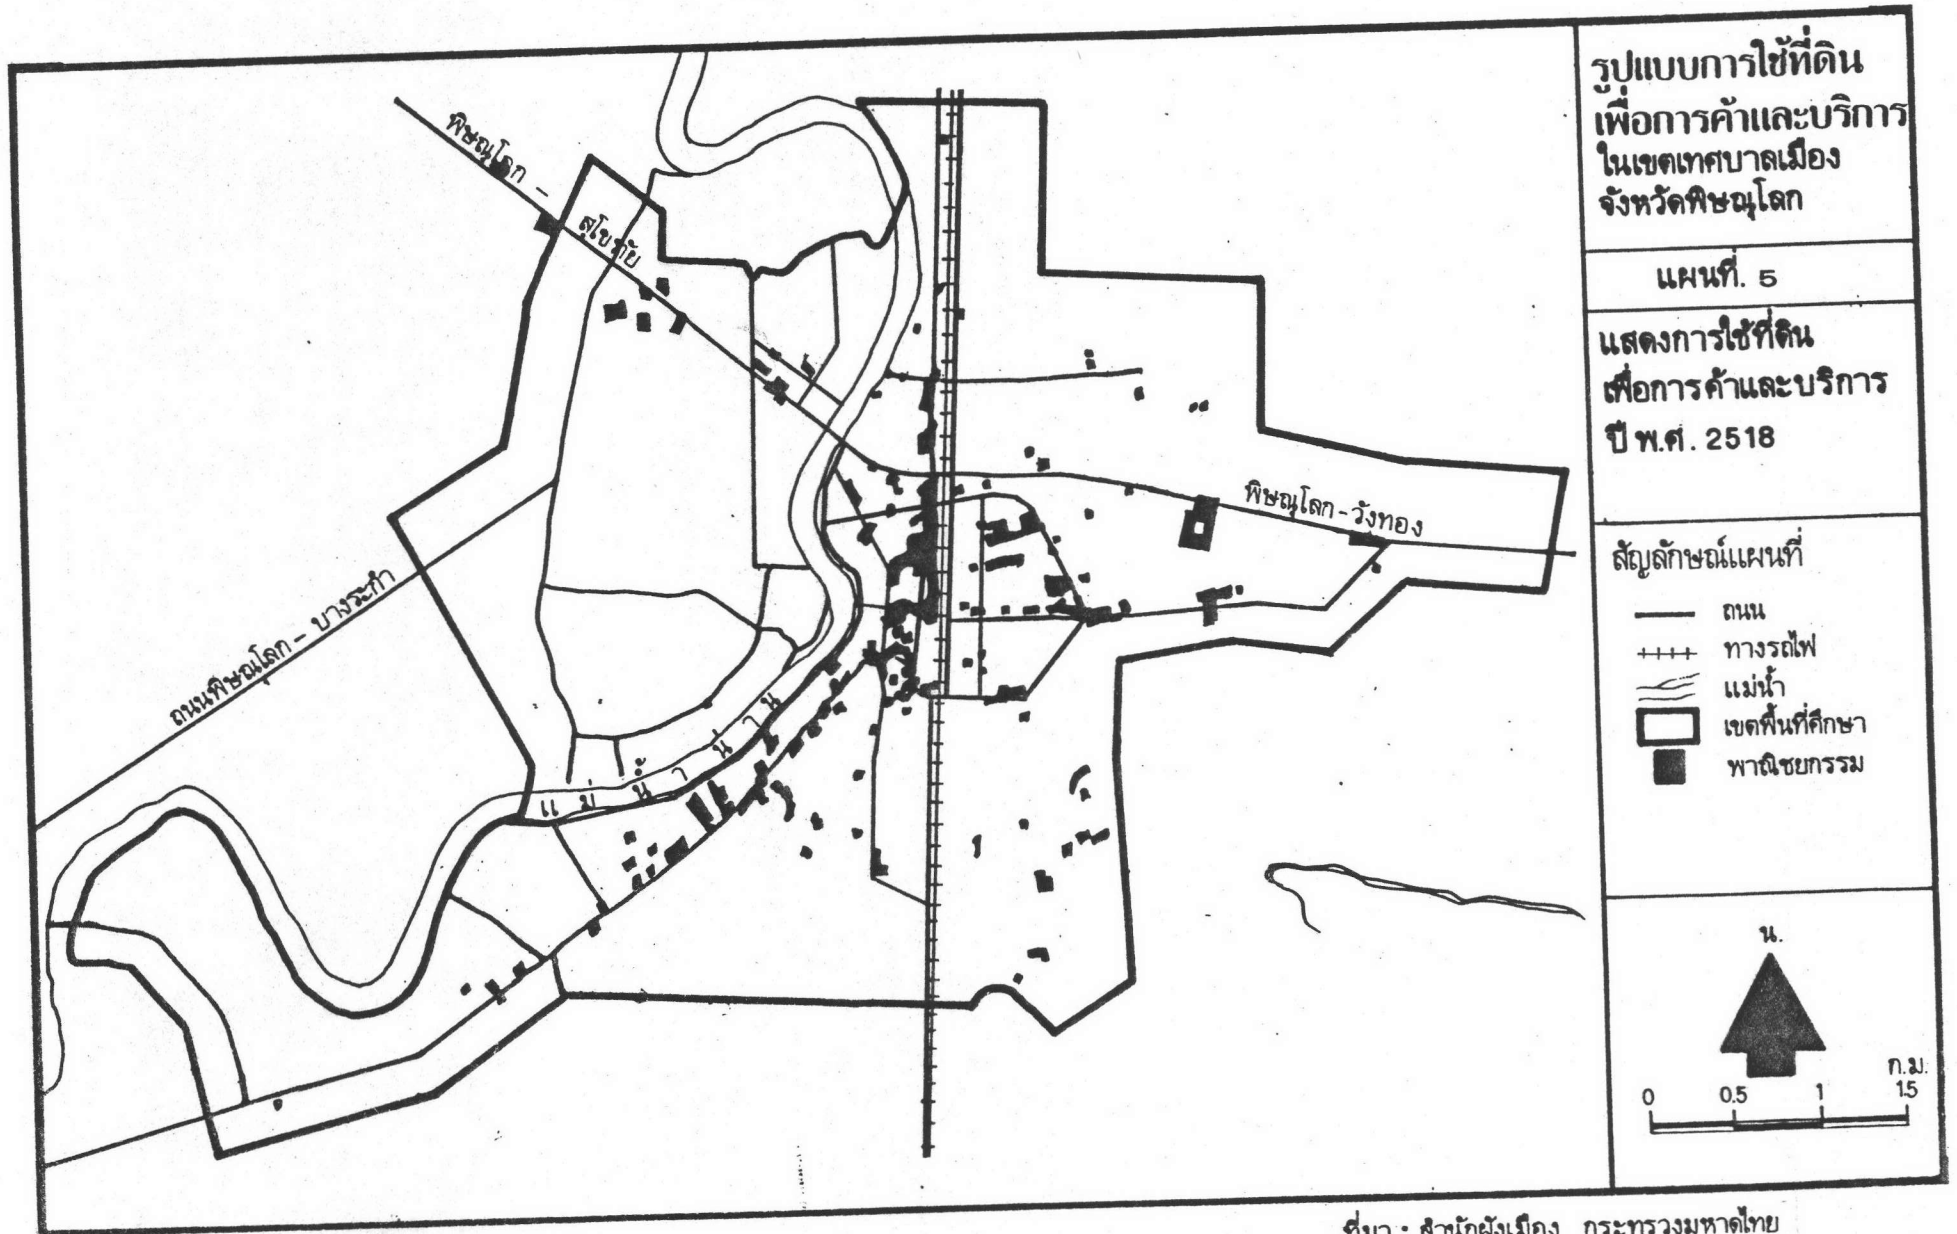 รูปแบบการใช้ที่ดิน
เพื่อการค้าและบริการ
ในเขตเทศบาลเมือง
จังหวัดพิษณุโลก
แผนที่. 5
แสดงการใช้ที่ดิน
เพื่อการค้าและบริการ
ปี พ.ศ. 2518
สัญลักษณ์แผนที่
ถนน
ทางรถไฟ
แม่น้ำ
เขตพื้นที่ศึกษา
พาณิชยกรรม
น.
ก.ม.
0 0.5 1 1.5
พิษณุโลก -
สุโขทัย
พิษณุโลก-วังทอง
ถนนพิษณุโลก - บางระกำ
แม่น้ำน่าน
ที่มา : สำนักผังเมือง กระทรวงมหาดไทย